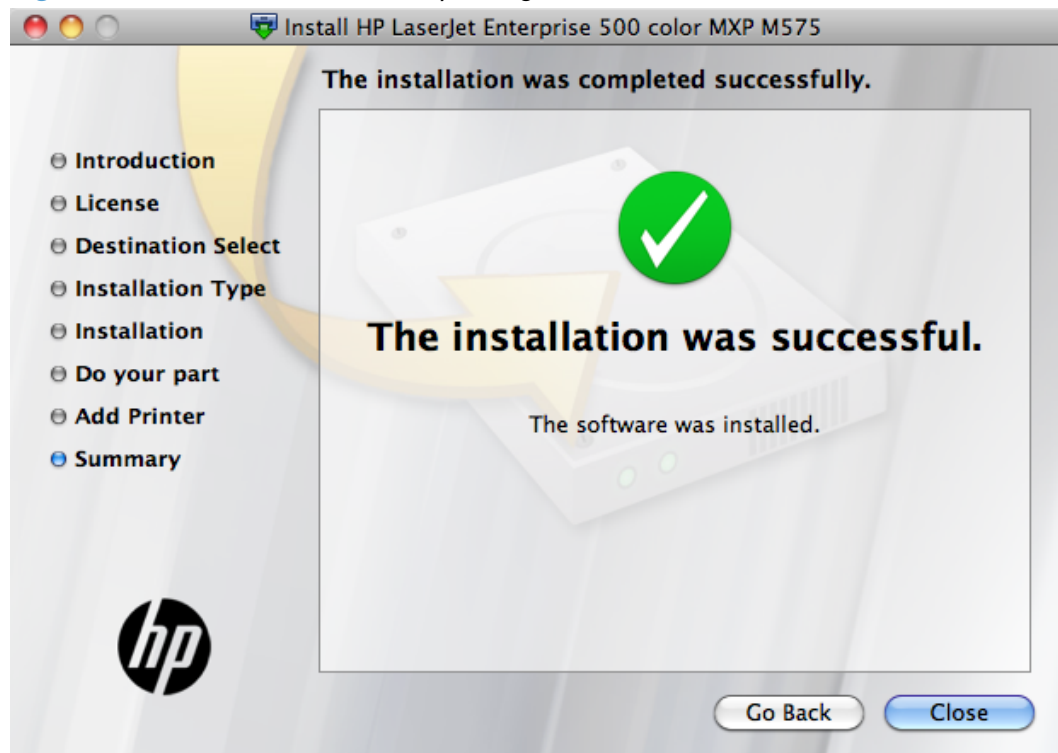 Install HP LaserJet Enterprise 500 color MXP M575
The installation was completed successfully.
Introduction
License
Destination Select
Installation Type
Installation
Do your part
Add Printer
Summary
The installation was successful.
The software was installed.
hp
Go Back
Close